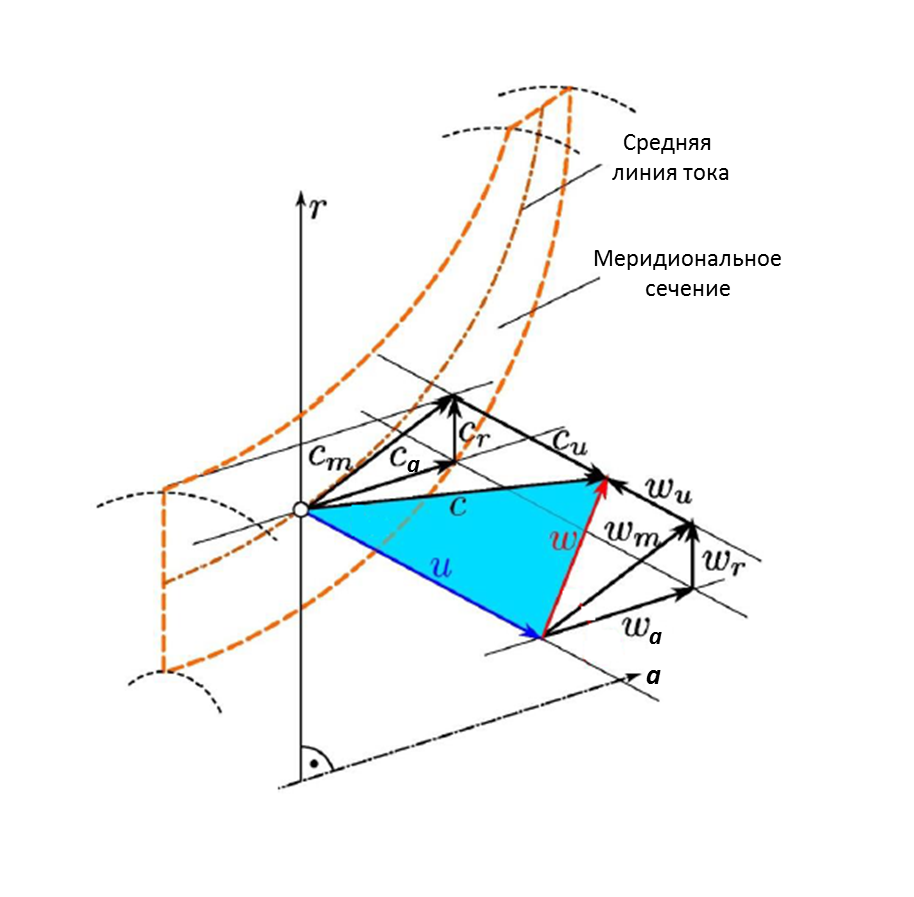 Средняя
линия тока
r
Меридиональное
сечение
c_m
c_a
c_r
c_u
c
w_u
w
w_m
w_r
u
w_a
a